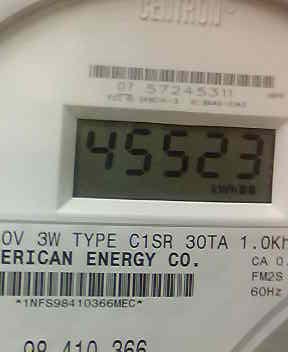 CENTRON
07 57245311
45523
kWh
0V 3W TYPE C1SR 30TA 1.0Kh
ERICAN ENERGY CO.
CA 0.
FM2S
60Hz
*1NFS98410366MEC*
98 410 366